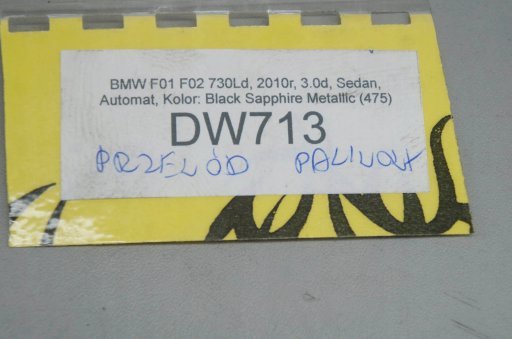 BMW F01 F02 730Ld, 2010r, 3.0d, Sedan,
Automat, Kolor: Black Sapphire Metallic (475)
DW713
PRZEWÓD PALIWOWY